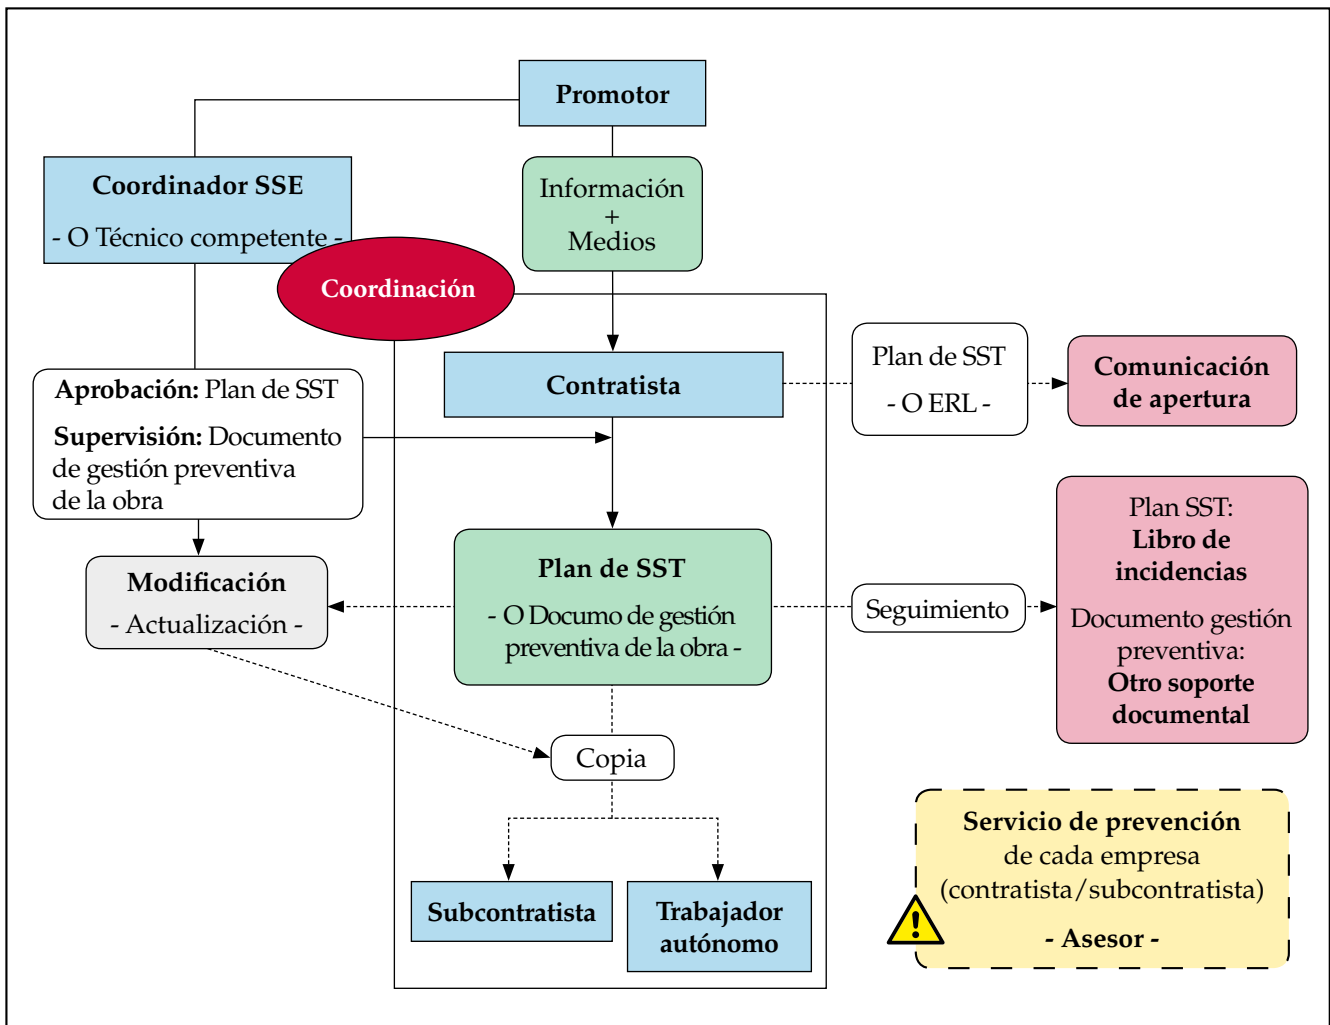 Promotor
Coordinador SSE
- O Técnico competente -
Información
+
Medios
Coordinación
Contratista
Plan de SST
- O ERL -
Comunicación
de apertura
Aprobación: Plan de SST
Supervisión: Documento
de gestión preventiva
de la obra
Modificación
- Actualización -
Plan de SST
- O Documo de gestión
preventiva de la obra -
Seguimiento
Plan SST:
Libro de
incidencias
Documento gestión
preventiva:
Otro soporte
documental
Copia
Subcontratista
Trabajador
autónomo
Servicio de prevención
de cada empresa
(contratista/subcontratista)
- Asesor -
!